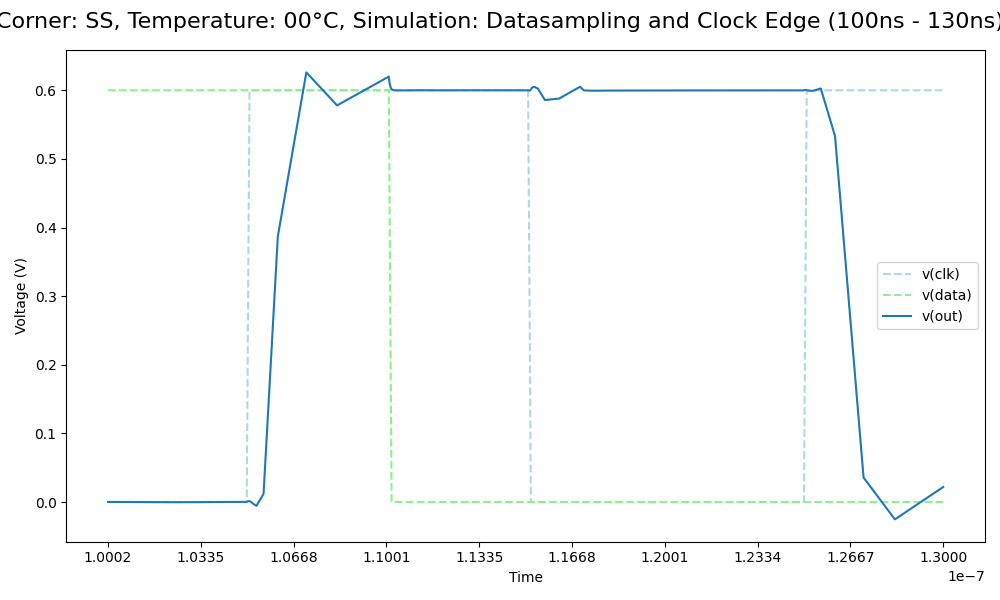 Corner: SS, Temperature: 00°C, Simulation: Datasampling and Clock Edge (100ns - 130ns)
0.6
0.5
0.4
0.3
0.2
0.1
0.0
Voltage (V)
v(clk)
v(data)
v(out)
1.0002 1.0335 1.0668 1.1001 1.1335 1.1668 1.2001 1.2334 1.2667 1.3000
1e−7
Time